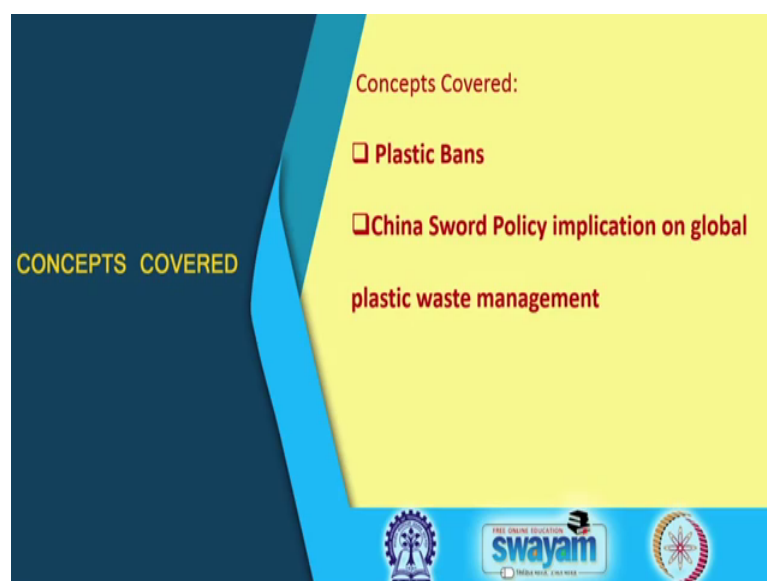 CONCEPTS COVERED
Concepts Covered:
Plastic Bans
China Sword Policy implication on global
plastic waste management
FREE ONLINE EDUCATION
swayam